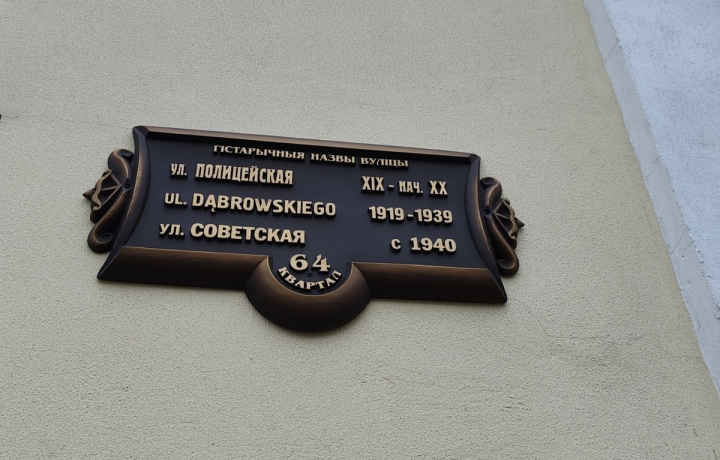 ГІСТАРЫЧНЫЯ НАЗВЫ ВУЛІЦЫ
УЛ. ПОЛИЦЕЙСКАЯ XIX - НАЧ. XX
UL. DĄBROWSKIEGO 1919-1939
УЛ. СОВЕТСКАЯ С 1940
64
КВАРТАЛ